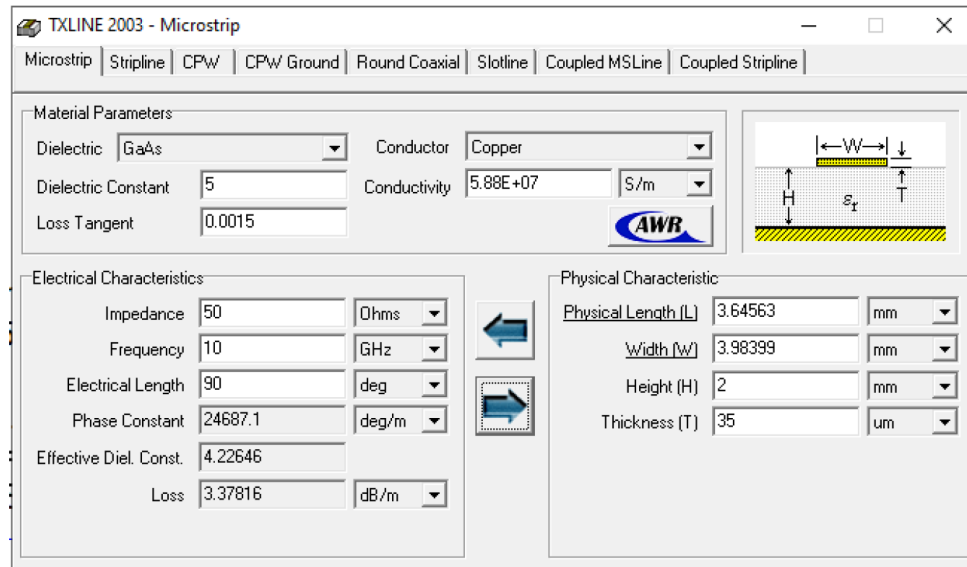 TXLINE 2003 - Microstrip
Microstrip Stripline CPW CPW Ground Round Coaxial Slotline Coupled MSLine Coupled Stripline
Material Parameters
Dielectric GaAs Conductor Copper
Dielectric Constant 5 Conductivity 5.88E+07 S/m
Loss Tangent 0.0015 AWR
W
H
εr
T
Electrical Characteristics
Impedance 50 Ohms
Frequency 10 GHz
Electrical Length 90 deg
Phase Constant 24687.1 deg/m
Effective Diel. Const. 4.22646
Loss 3.37816 dB/m
Physical Characteristic
Physical Length (L) 3.64563 mm
Width (W) 3.98399 mm
Height (H) 2 mm
Thickness (T) 35 um